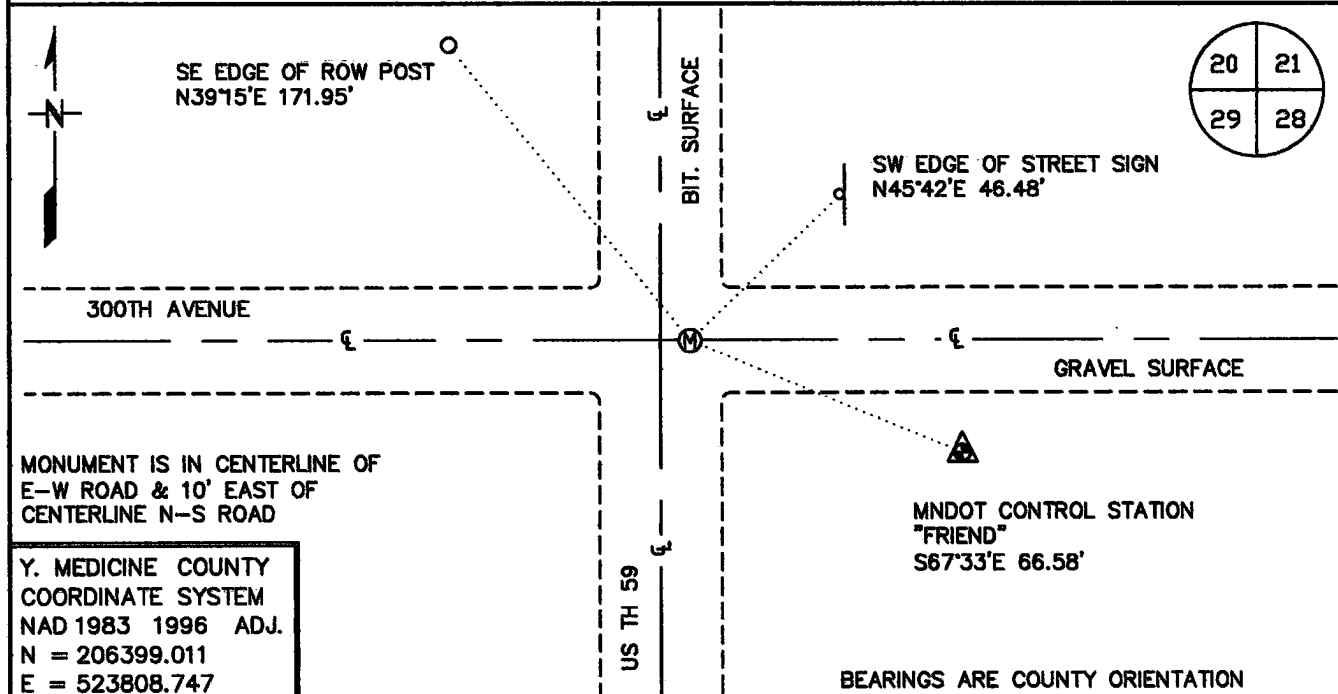 N
SE EDGE OF ROW POST
N39°15'E 171.95'
℄
BIT. SURFACE
20 21
29 28
SW EDGE OF STREET SIGN
N45°42'E 46.48'
300TH AVENUE
℄
M
℄
GRAVEL SURFACE
MONUMENT IS IN CENTERLINE OF
E-W ROAD & 10' EAST OF
CENTERLINE N-S ROAD
MNDOT CONTROL STATION
"FRIEND"
S67°33'E 66.58'
℄
US TH 59
Y. MEDICINE COUNTY
COORDINATE SYSTEM
NAD 1983 1996 ADJ.
N = 206399.011
E = 523808.747
BEARINGS ARE COUNTY ORIENTATION